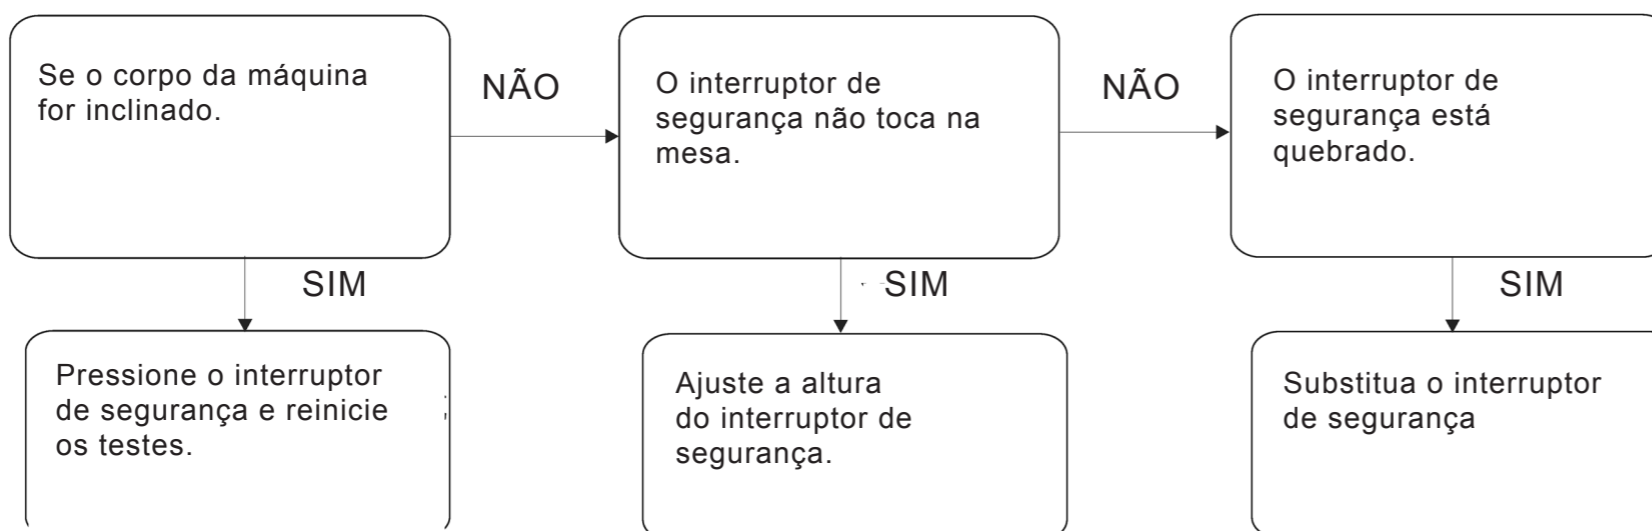 Se o corpo da máquina
for inclinado.
NÃO
O interruptor de
segurança não toca na
mesa.
NÃO
O interruptor de
segurança está
quebrado.
SIM
SIM
SIM
Pressione o interruptor
de segurança e reinicie
os testes.
Ajuste a altura
do interruptor de
segurança.
Substitua o interruptor
de segurança